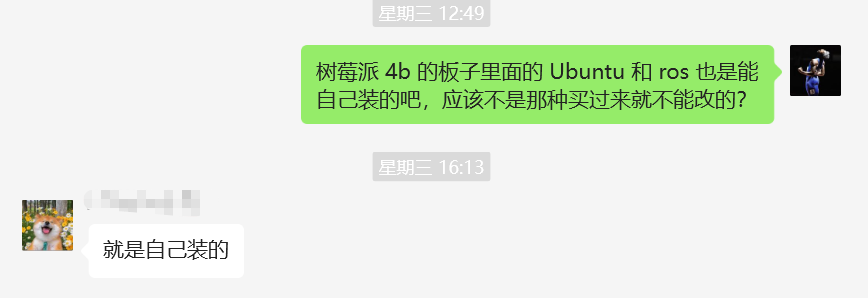 星期三 12:49
树莓派 4b 的板子里面的 Ubuntu 和 ros 也是能
自己装的吧，应该不是那种买过来就不能改的？
星期三 16:13
就是自己装的